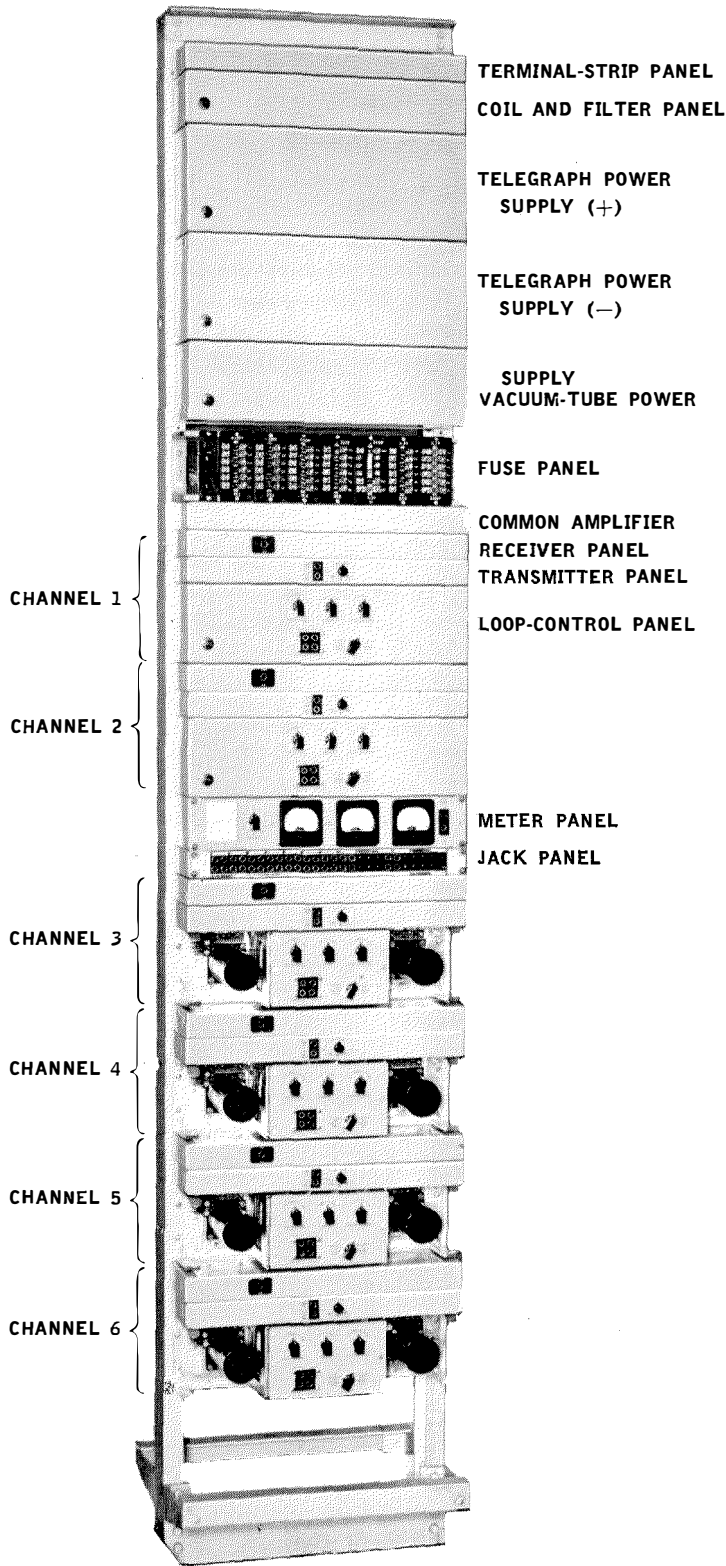 TERMINAL-STRIP PANEL
COIL AND FILTER PANEL
TELEGRAPH POWER
SUPPLY (+)
TELEGRAPH POWER
SUPPLY (—)
SUPPLY
VACUUM-TUBE POWER
FUSE PANEL
COMMON AMPLIFIER
RECEIVER PANEL
TRANSMITTER PANEL
CHANNEL 1
LOOP-CONTROL PANEL
CHANNEL 2
METER PANEL
JACK PANEL
CHANNEL 3
CHANNEL 4
CHANNEL 5
CHANNEL 6